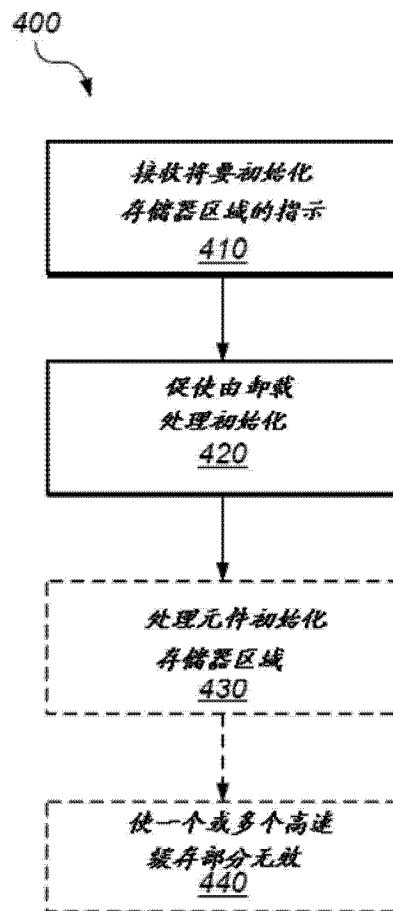 400
接收将要初始化
存储器区域的指示
410
促使由卸载
处理初始化
420
处理元件初始化
存储器区域
430
使一个或多个高速
缓存部分无效
440